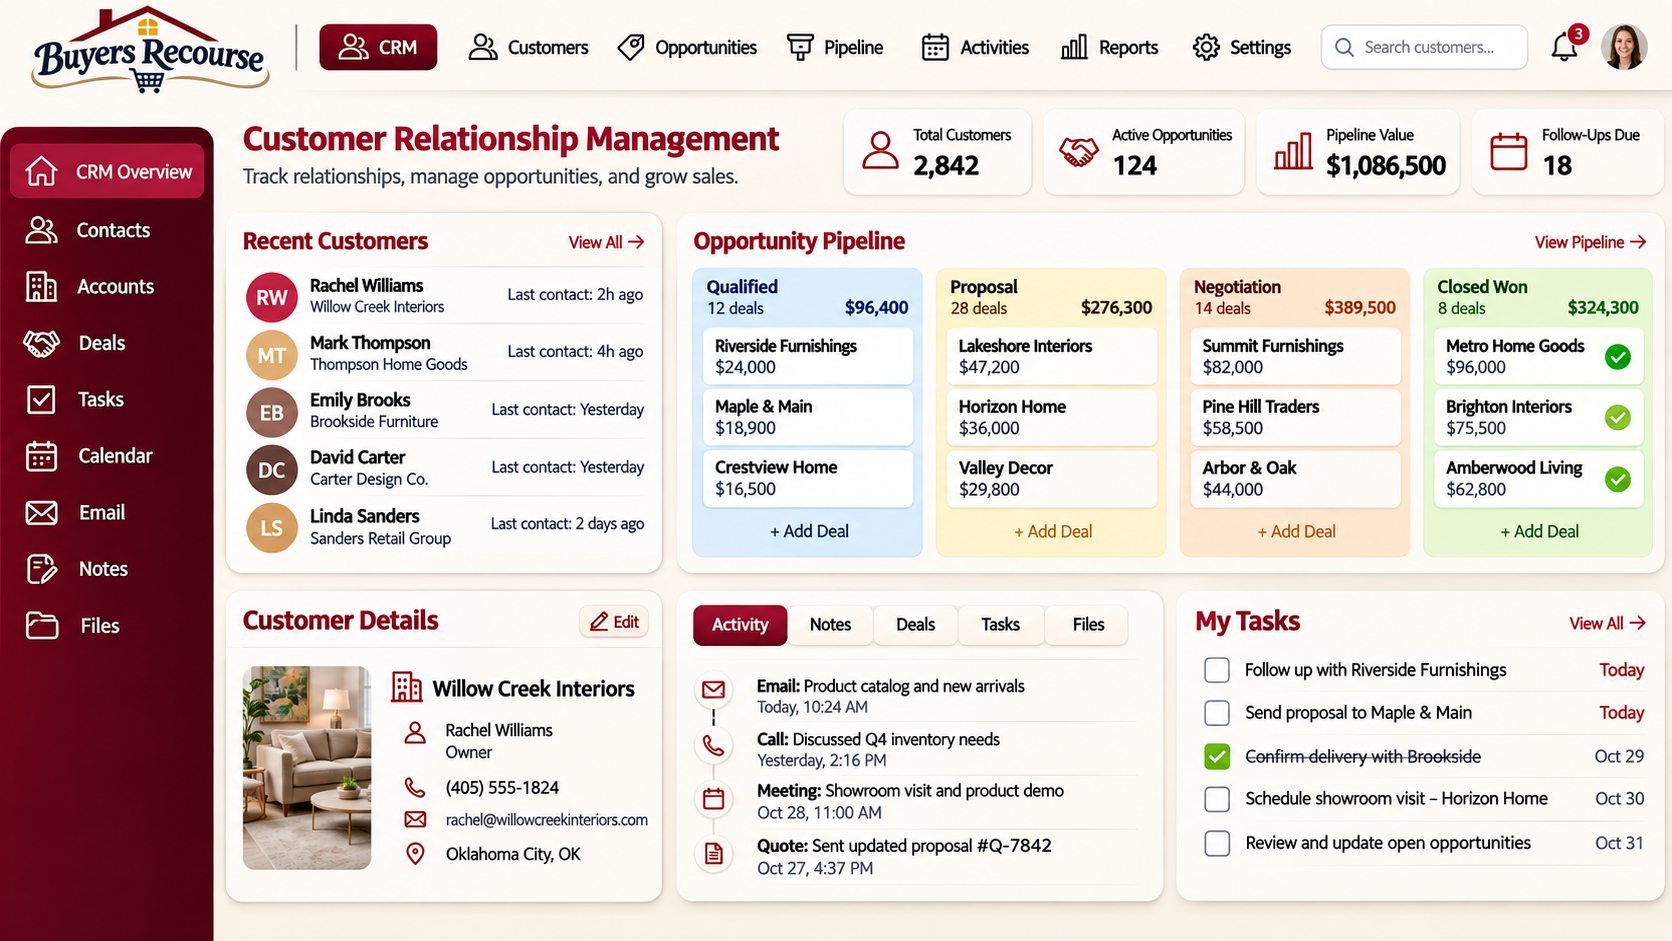 Buyers Recourse
CRM
Customers
Opportunities
Pipeline
Activities
Reports
Settings
Search customers...
3
CRM Overview
Contacts
Accounts
Deals
Tasks
Calendar
Email
Notes
Files
Customer Relationship Management
Track relationships, manage opportunities, and grow sales.
Total Customers
2,842
Active Opportunities
124
Pipeline Value
$1,086,500
Follow-Ups Due
18
Recent Customers
View All →
RW
Rachel Williams
Willow Creek Interiors
Last contact: 2h ago
MT
Mark Thompson
Thompson Home Goods
Last contact: 4h ago
EB
Emily Brooks
Brookside Furniture
Last contact: Yesterday
DC
David Carter
Carter Design Co.
Last contact: Yesterday
LS
Linda Sanders
Sanders Retail Group
Last contact: 2 days ago
Opportunity Pipeline
View Pipeline →
Qualified
12 deals $96,400
Riverside Furnishings
$24,000
Maple & Main
$18,900
Crestview Home
$16,500
+ Add Deal
Proposal
28 deals $276,300
Lakeshore Interiors
$47,200
Horizon Home
$36,000
Valley Decor
$29,800
+ Add Deal
Negotiation
14 deals $389,500
Summit Furnishings
$82,000
Pine Hill Traders
$58,500
Arbor & Oak
$44,000
+ Add Deal
Closed Won
8 deals $324,300
Metro Home Goods
$96,000
Brighton Interiors
$75,500
Amberwood Living
$62,800
+ Add Deal
Customer Details
Edit
Willow Creek Interiors
Rachel Williams
Owner
(405) 555-1824
rachel@willowcreekinteriors.com
Oklahoma City, OK
Activity
Notes
Deals
Tasks
Files
Email: Product catalog and new arrivals
Today, 10:24 AM
Call: Discussed Q4 inventory needs
Yesterday, 2:16 PM
Meeting: Showroom visit and product demo
Oct 28, 11:00 AM
Quote: Sent updated proposal #Q-7842
Oct 27, 4:37 PM
My Tasks
View All →
Follow up with Riverside Furnishings Today
Send proposal to Maple & Main Today
Confirm delivery with Brookside Oct 29
Schedule showroom visit – Horizon Home Oct 30
Review and update open opportunities Oct 31